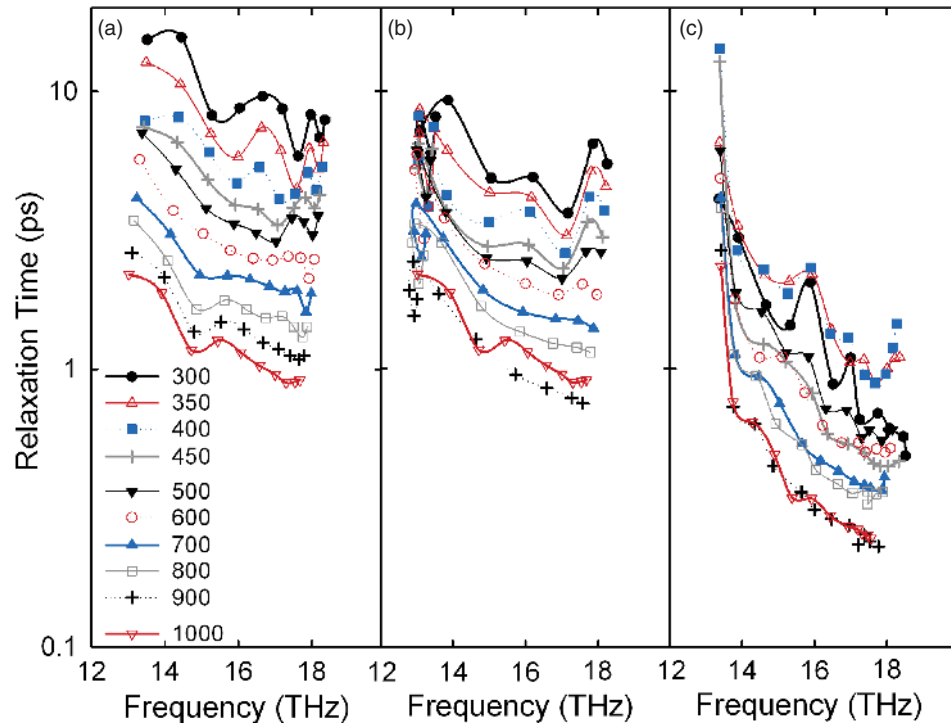 (a)
(b)
(c)
Relaxation Time (ps)
10
1
0.1
300
350
400
450
500
600
700
800
900
1000
12 14 16 18 12 14 16 18 12 14 16 18
Frequency (THz) Frequency (THz) Frequency (THz)